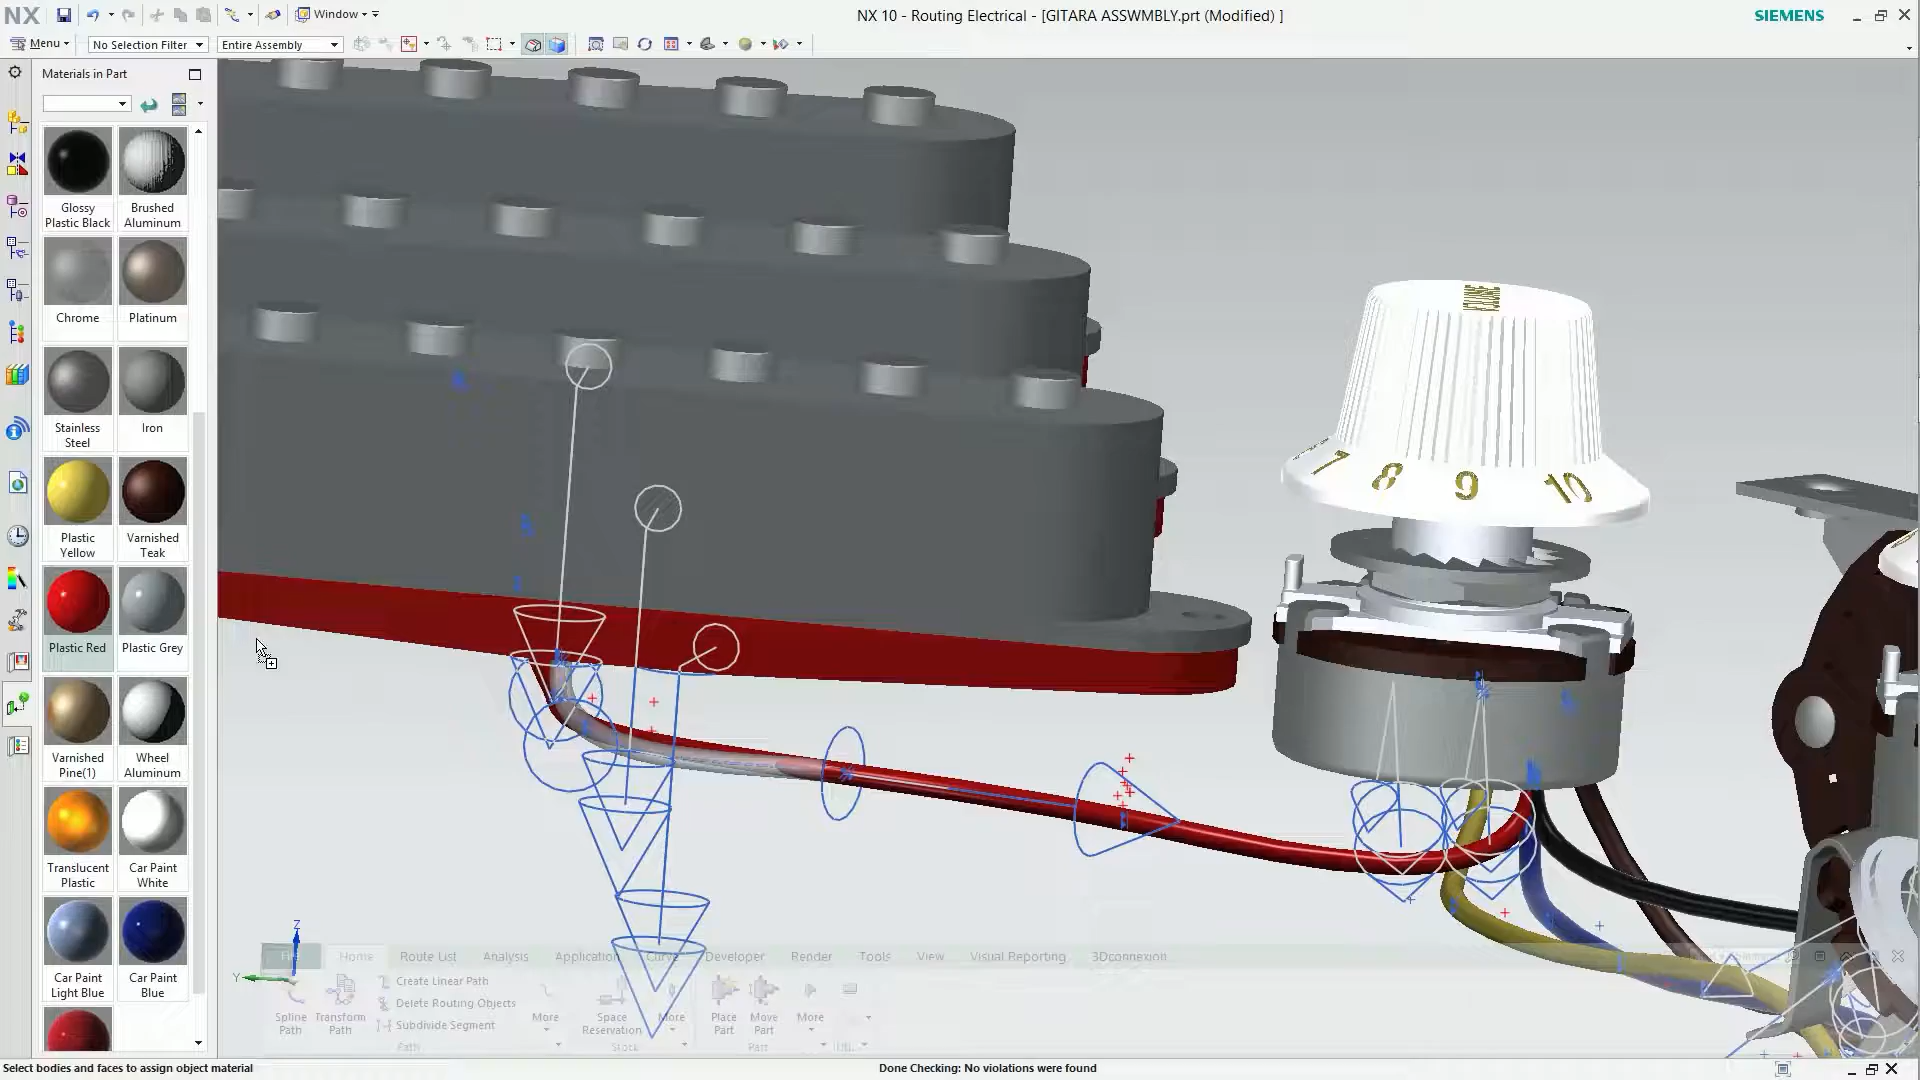 NX
Window
NX 10 - Routing Electrical - [GITARA ASSWMBLY.prt (Modified) ]
SIEMENS
Menu
No Selection Filter
Entire Assembly
Materials in Part
Glossy Plastic Black
Brushed Aluminum
Chrome
Platinum
Stainless Steel
Iron
Plastic Yellow
Varnished Teak
Plastic Red
Plastic Grey
Varnished Pine(1)
Wheel Aluminum
Translucent Plastic
Car Paint White
Car Paint Light Blue
Car Paint Blue
7 8 9 10
Z
Y
File
Home
Route List
Analysis
Application
Curve
Developer
Render
Tools
View
Visual Reporting
3Dconnexion
Spline Path
Transform Path
Create Linear Path
Delete Routing Objects
Subdivide Segment
More
Space Reservation
More
Place Part
Move Part
More
Path
Stock
Part
Select bodies and faces to assign object material
Done Checking: No violations were found